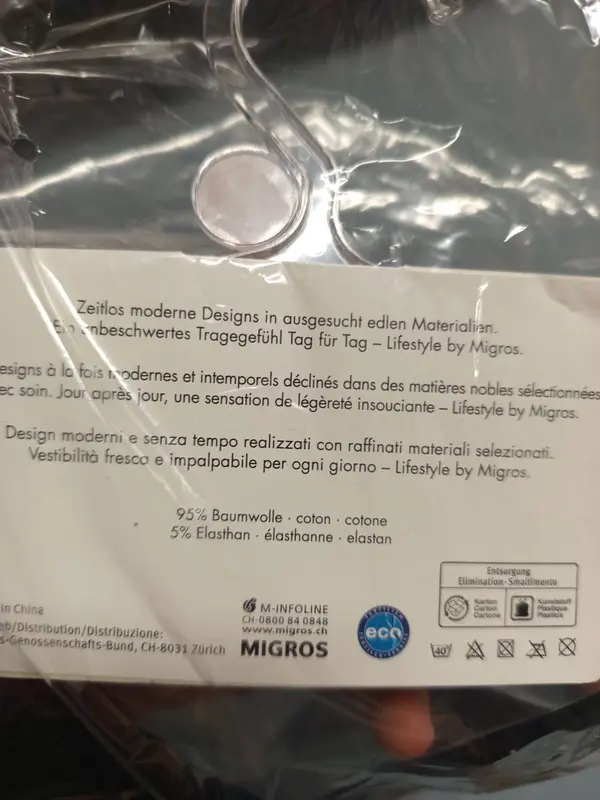 Zeitlos moderne Designs in ausgesucht edlen Materialien.
Ein unbeschwertes Tragegefühl Tag für Tag – Lifestyle by Migros.
esigns à la fois modernes et intemporels déclinés dans des matières nobles sélectionnées
ec soin. Jour après jour, une sensation de légèreté insouciante – Lifestyle by Migros.
Design moderni e senza tempo realizzati con raffinati materiali selezionati.
Vestibilità fresca e impalpabile per ogni giorno – Lifestyle by Migros.
95% Baumwolle · coton · cotone
5% Elasthan · élasthanne · elastan
Entsorgung
Elimination · Smaltimento
Karton
Carton
Cartone
Kunststoff
Plastique
Plastica
in China
eb/Distribution/Distribuzione:
s-Genossenschafts-Bund, CH-8031 Zürich
M-INFOLINE
CH-0800 84 0848
www.migros.ch
MIGROS
eco
40°